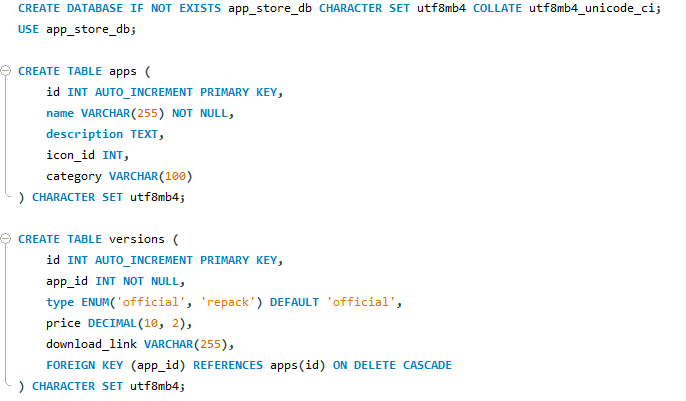 CREATE DATABASE IF NOT EXISTS app_store_db CHARACTER SET utf8mb4 COLLATE utf8mb4_unicode_ci;
USE app_store_db;
CREATE TABLE apps (
id INT AUTO_INCREMENT PRIMARY KEY,
name VARCHAR(255) NOT NULL,
description TEXT,
icon_id INT,
category VARCHAR(100)
) CHARACTER SET utf8mb4;
CREATE TABLE versions (
id INT AUTO_INCREMENT PRIMARY KEY,
app_id INT NOT NULL,
type ENUM('official', 'repack') DEFAULT 'official',
price DECIMAL(10, 2),
download_link VARCHAR(255),
FOREIGN KEY (app_id) REFERENCES apps(id) ON DELETE CASCADE
) CHARACTER SET utf8mb4;